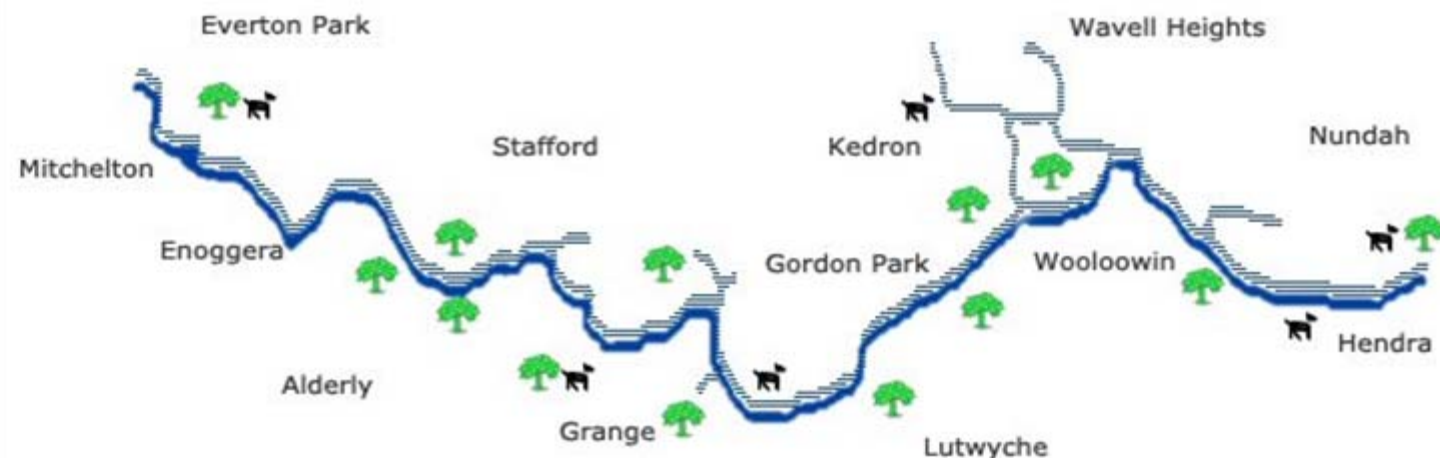 Everton Park
Wavell Heights
Nundah
Stafford
Kedron
Mitchelton
Enoggera
Gordon Park
Wooloowin
Hendra
Alderly
Grange
Lutwyche